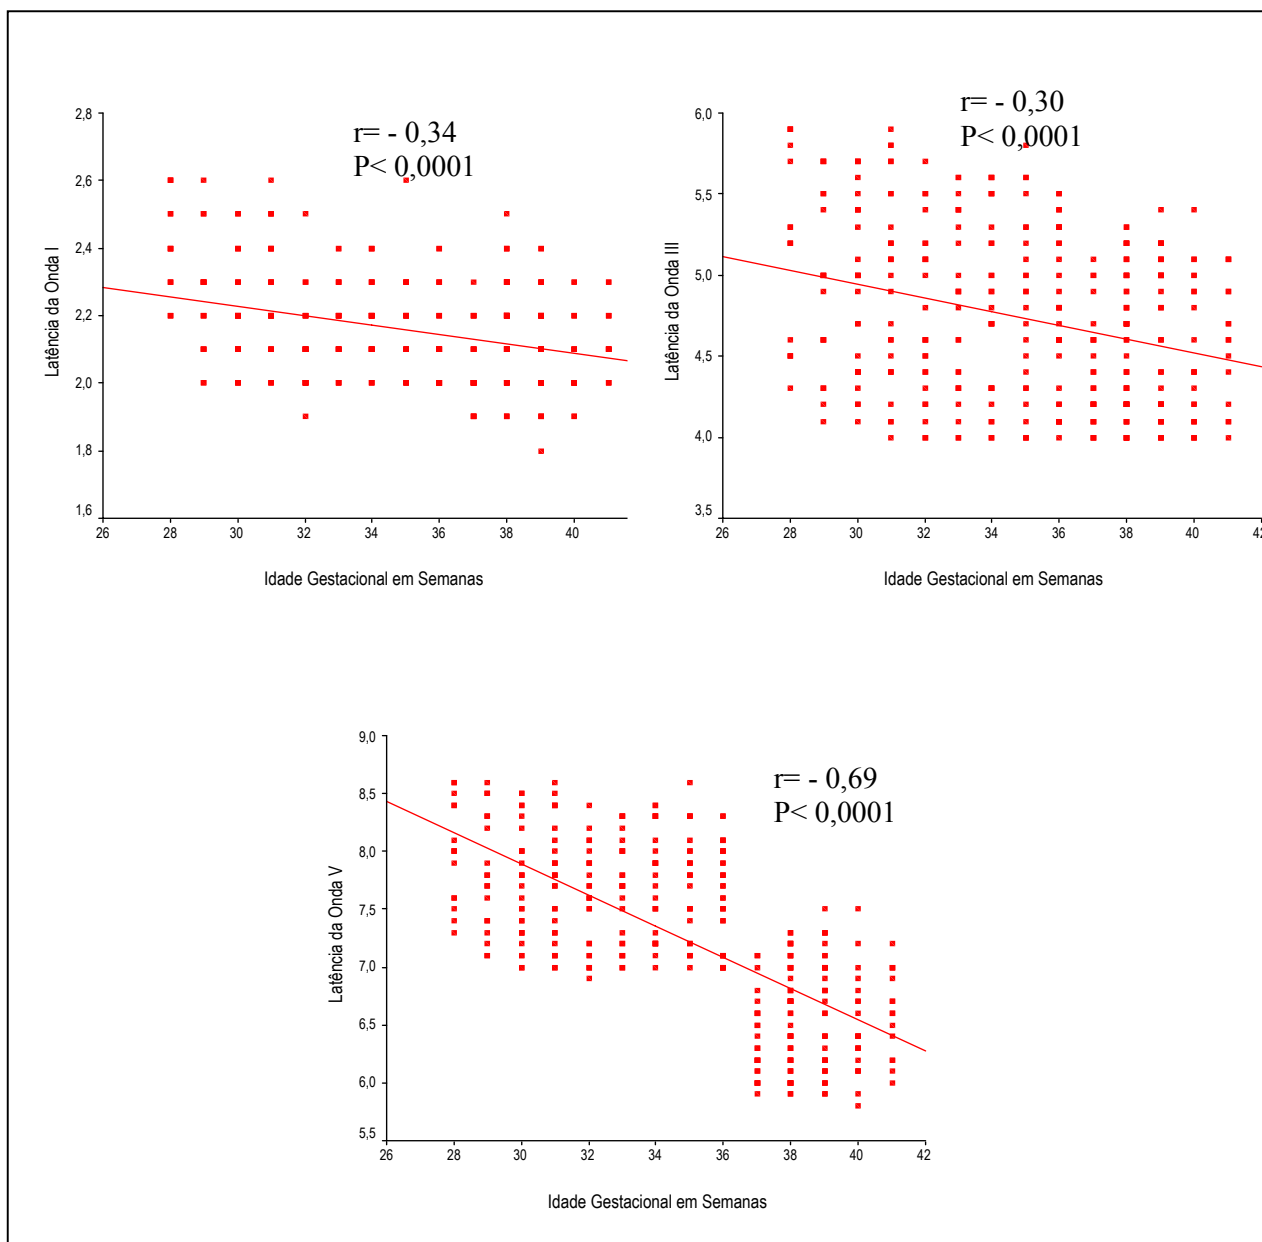 r= - 0,34
P< 0,0001
2,8
2,6
2,4
2,2
2,0
1,8
1,6
Latência da Onda I
26 28 30 32 34 36 38 40
Idade Gestacional em Semanas
r= - 0,30
P< 0,0001
6,0
5,5
5,0
4,5
4,0
3,5
Latência da Onda III
26 28 30 32 34 36 38 40 42
Idade Gestacional em Semanas
r= - 0,69
P< 0,0001
9,0
8,5
8,0
7,5
7,0
6,5
6,0
5,5
Latência da Onda V
26 28 30 32 34 36 38 40 42
Idade Gestacional em Semanas